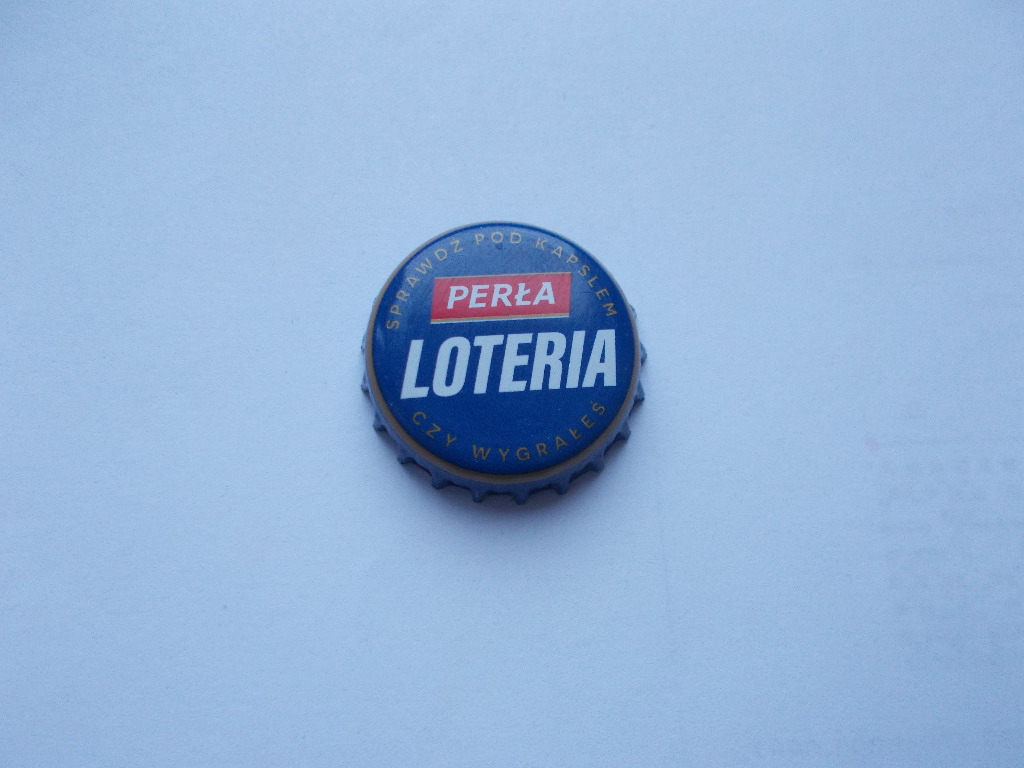 SPRAWDŹ POD KAPSLEM
PERŁA
LOTERIA
CZY WYGRAŁEŚ